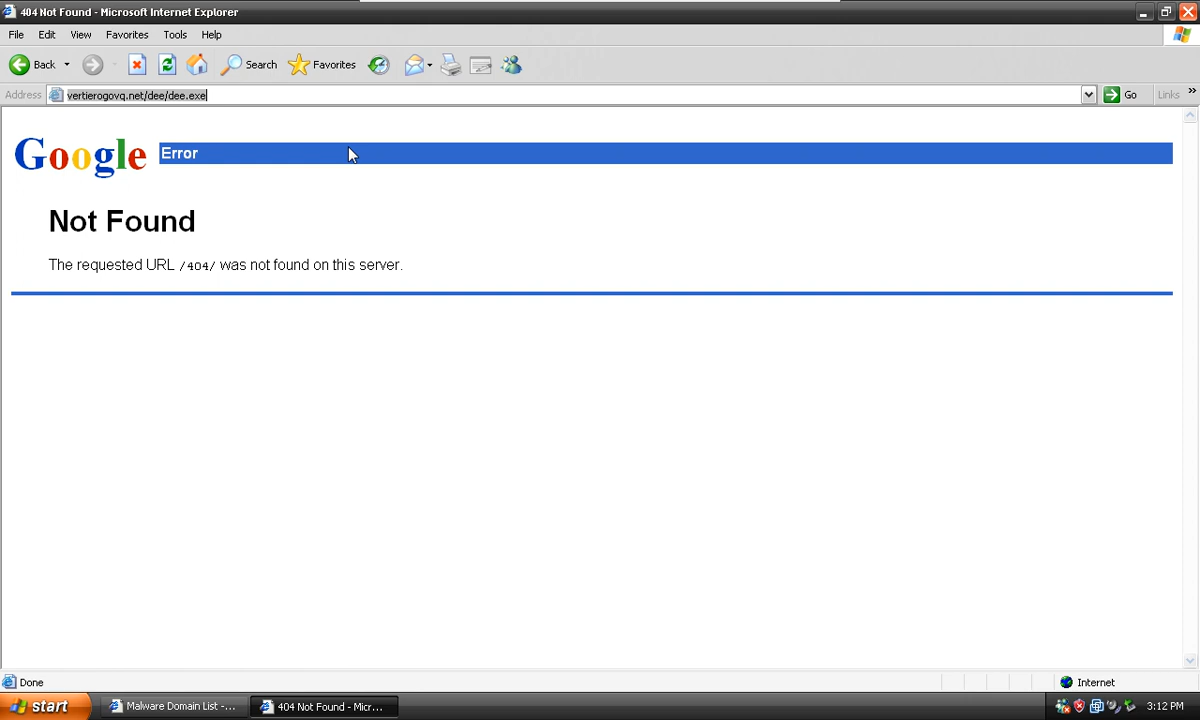 404 Not Found - Microsoft Internet Explorer
File Edit View Favorites Tools Help
Back Search Favorites
Address vertierogovq.net/dee/dee.exe Go Links »
Google Error
Not Found
The requested URL /404/ was not found on this server.
Done Internet
start Malware Domain List -... 404 Not Found - Micr... 3:12 PM